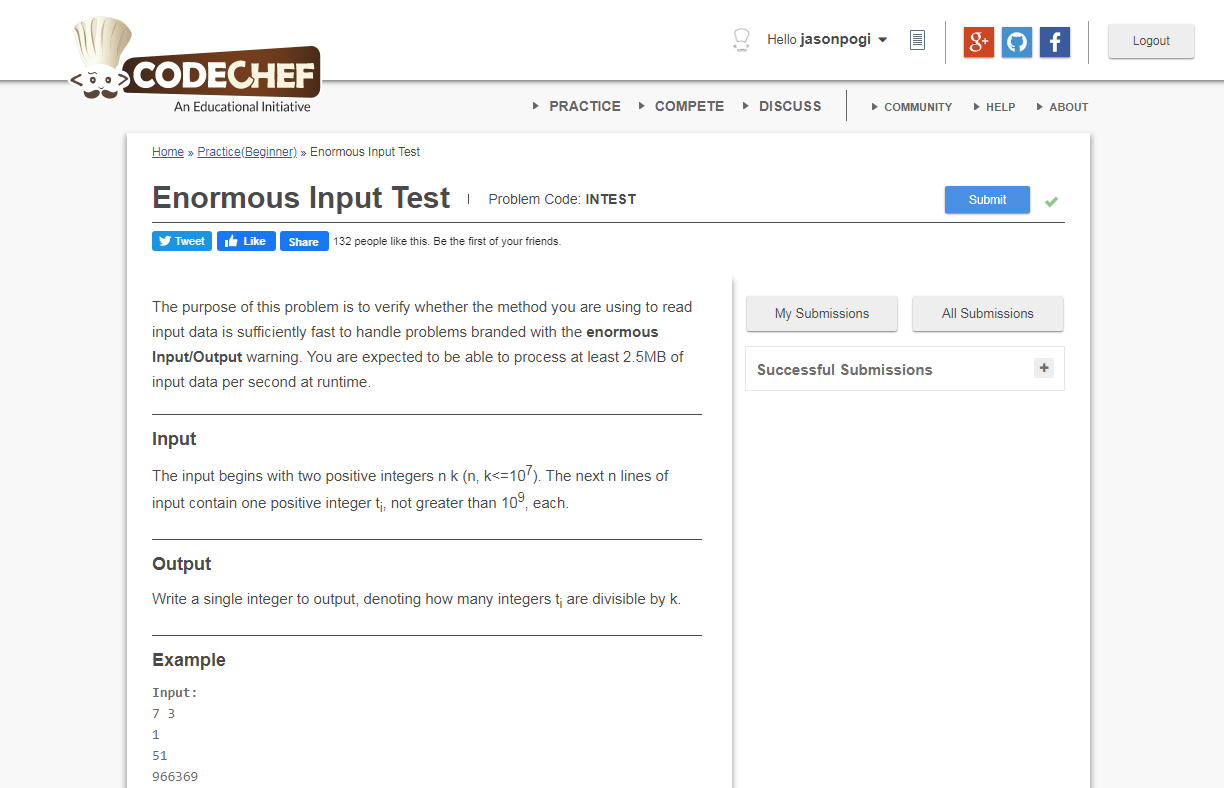 CODECHEF
An Educational Initiative
Hello jasonpogi
g+
f
Logout
PRACTICE
COMPETE
DISCUSS
COMMUNITY
HELP
ABOUT
Home » Practice(Beginner) » Enormous Input Test
Enormous Input Test
Problem Code: INTEST
Submit
Tweet
Like
Share
132 people like this. Be the first of your friends.
The purpose of this problem is to verify whether the method you are using to read
input data is sufficiently fast to handle problems branded with the enormous
Input/Output warning. You are expected to be able to process at least 2.5MB of
input data per second at runtime.
My Submissions
All Submissions
Successful Submissions
+
Input
The input begins with two positive integers n k (n, k<=10⁷). The next n lines of
input contain one positive integer tᵢ, not greater than 10⁹, each.
Output
Write a single integer to output, denoting how many integers tᵢ are divisible by k.
Example
Input:
7 3
1
51
966369